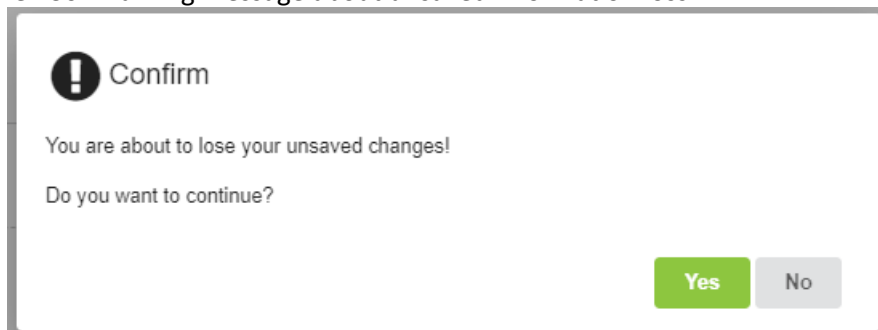 Confirm
You are about to lose your unsaved changes!
Do you want to continue?
Yes No